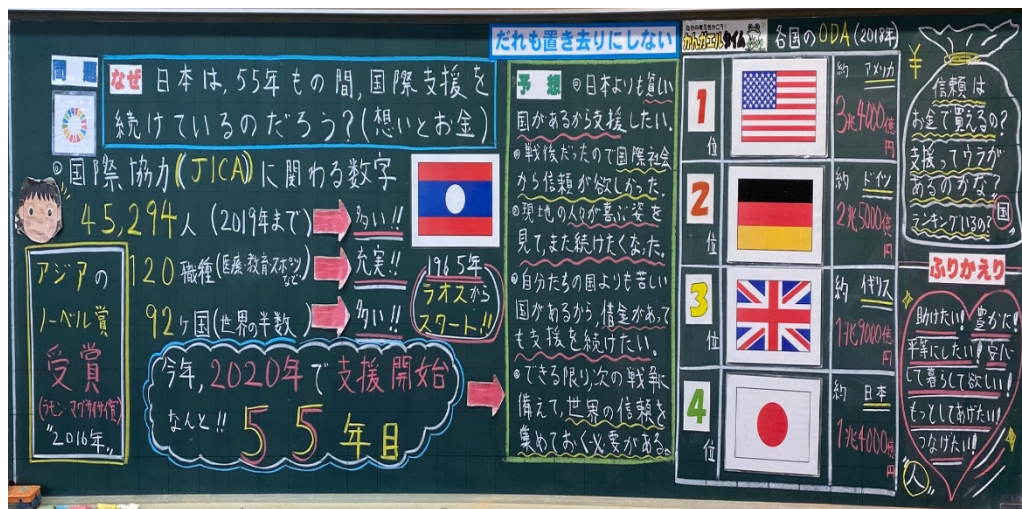 だれも置き去りにしない
問題
なぜ 日本は,55年もの間,国際支援を
続けているのだろう?(想いとお金)
◎国際協力(JICA)に関わる数字
45,294人(2019年まで)
多い!!
120職種(医療・教育・スポーツなど)
充実!!
92ヶ国(世界の半数)
多い!!
1965年
ラオスから
スタート!!
アジアの
ノーベル賞
受賞
(ラモン・マグサイサイ賞)
"2016年"
今年,2020年で支援開始
なんと!! 55年目
予想 ◎日本よりも貧しい
国があるから支援したい。
◎戦後だったので国際社会
から信頼が欲しかった。
◎現地の人々が喜ぶ姿を
見て,また続けたくなった。
◎自分たちの国よりも苦しい
国があるから,借金があって
も支援を続けたい。
◎できる限り,次の戦争に
備えて,世界の信頼を
集めておく必要がある。
かんがエルタイム
各国のODA(2018年)
1位
約 アメリカ
3兆4000億円
2位
約 ドイツ
2兆5000億円
3位
約 イギリス
1兆9000億円
4位
約 日本
1兆4000億円
¥
信頼は
お金で買えるの?
支援ってウラが
あるのかな?
国
ランキングいるの?
ふりかえり
助けたい! 豊かだ!
平等にしたい! 安心
して暮らして欲しい!
もっとしてあげたい!
つなげたい!
人